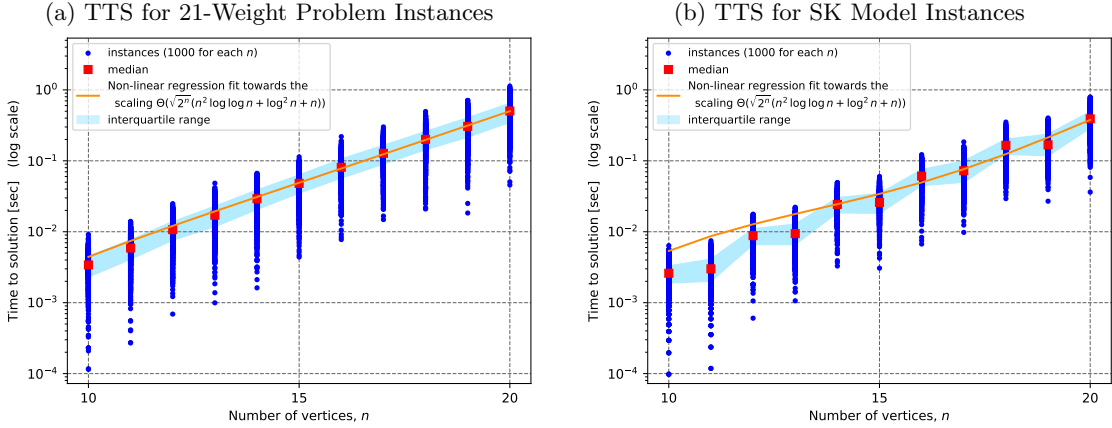 (a) TTS for 21-Weight Problem Instances
instances (1000 for each n)
median
Non-linear regression fit towards the
scaling Θ(√2ⁿ(n² log log n + log² n + n))
interquartile range
Time to solution [sec] (log scale)
10⁰
10⁻¹
10⁻²
10⁻³
10⁻⁴
10
15
20
Number of vertices, n
(b) TTS for SK Model Instances
instances (1000 for each n)
median
Non-linear regression fit towards the
scaling Θ(√2ⁿ(n² log log n + log² n + n))
interquartile range
Time to solution [sec] (log scale)
10⁰
10⁻¹
10⁻²
10⁻³
10⁻⁴
10
15
20
Number of vertices, n